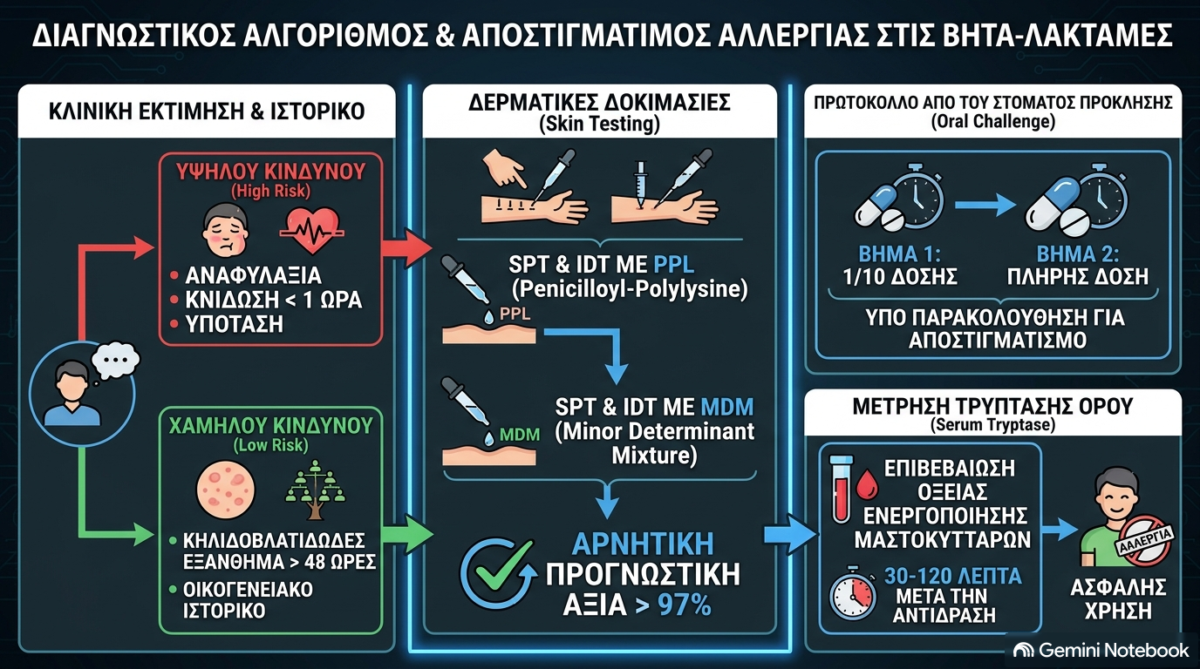 ΔΙΑΓΝΩΣΤΙΚΟΣ ΑΛΓΟΡΙΘΜΟΣ & ΑΠΟΣΤΙΓΜΑΤΙΜΟΣ ΑΛΛΕΡΓΙΑΣ ΣΤΙΣ ΒΗΤΑ-ΛΑΚΤΑΜΕΣ
ΚΛΙΝΙΚΗ ΕΚΤΙΜΗΣΗ & ΙΣΤΟΡΙΚΟ
ΥΨΗΛΟΥ ΚΙΝΔΥΝΟΥ
(High Risk)
• ΑΝΑΦΥΛΑΞΙΑ
• ΚΝΙΔΩΣΗ < 1 ΩΡΑ
• ΥΠΟΤΑΣΗ
ΧΑΜΗΛΟΥ ΚΙΝΔΥΝΟΥ
(Low Risk)
• ΚΗΛΙΔΟΒΛΑΤΙΔΩΔΕΣ
ΕΞΑΝΘΗΜΑ > 48 ΩΡΕΣ
• ΟΙΚΟΓΕΝΕΙΑΚΟ
ΙΣΤΟΡΙΚΟ
ΔΕΡΜΑΤΙΚΕΣ ΔΟΚΙΜΑΣΙΕΣ
(Skin Testing)
SPT & IDT ΜΕ PPL
(Penicilloyl-Polylysine)
PPL
SPT & IDT ΜΕ MDM
(Minor Determinant
Mixture)
MDM
ΑΡΝΗΤΙΚΗ
ΠΡΟΓΝΩΣΤΙΚΗ
ΑΞΙΑ > 97%
ΠΡΩΤΟΚΟΛΛΟ ΑΠΟ ΤΟΥ ΣΤΟΜΑΤΟΣ ΠΡΟΚΛΗΣΗΣ
(Oral Challenge)
ΒΗΜΑ 1:
1/10 ΔΟΣΗΣ
ΒΗΜΑ 2:
ΠΛΗΡΗΣ ΔΟΣΗ
ΥΠΟ ΠΑΡΑΚΟΛΟΥΘΗΣΗ ΓΙΑ
ΑΠΟΣΤΙΓΜΑΤΙΣΜΟ
ΜΕΤΡΗΣΗ ΤΡΥΠΤΑΣΗΣ ΟΡΟΥ
(Serum Tryptase)
ΕΠΙΒΕΒΑΙΩΣΗ
ΟΞΕΙΑΣ
ΕΝΕΡΓΟΠΟΙΗΣΗΣ
ΜΑΣΤΟΚΥΤΤΑΡΩΝ
30-120 ΛΕΠΤΑ
ΜΕΤΑ ΤΗΝ
ΑΝΤΙΔΡΑΣΗ
ΑΛΛΕΡΓΙΑ
ΑΣΦΑΛΗΣ
ΧΡΗΣΗ
Gemini Notebook